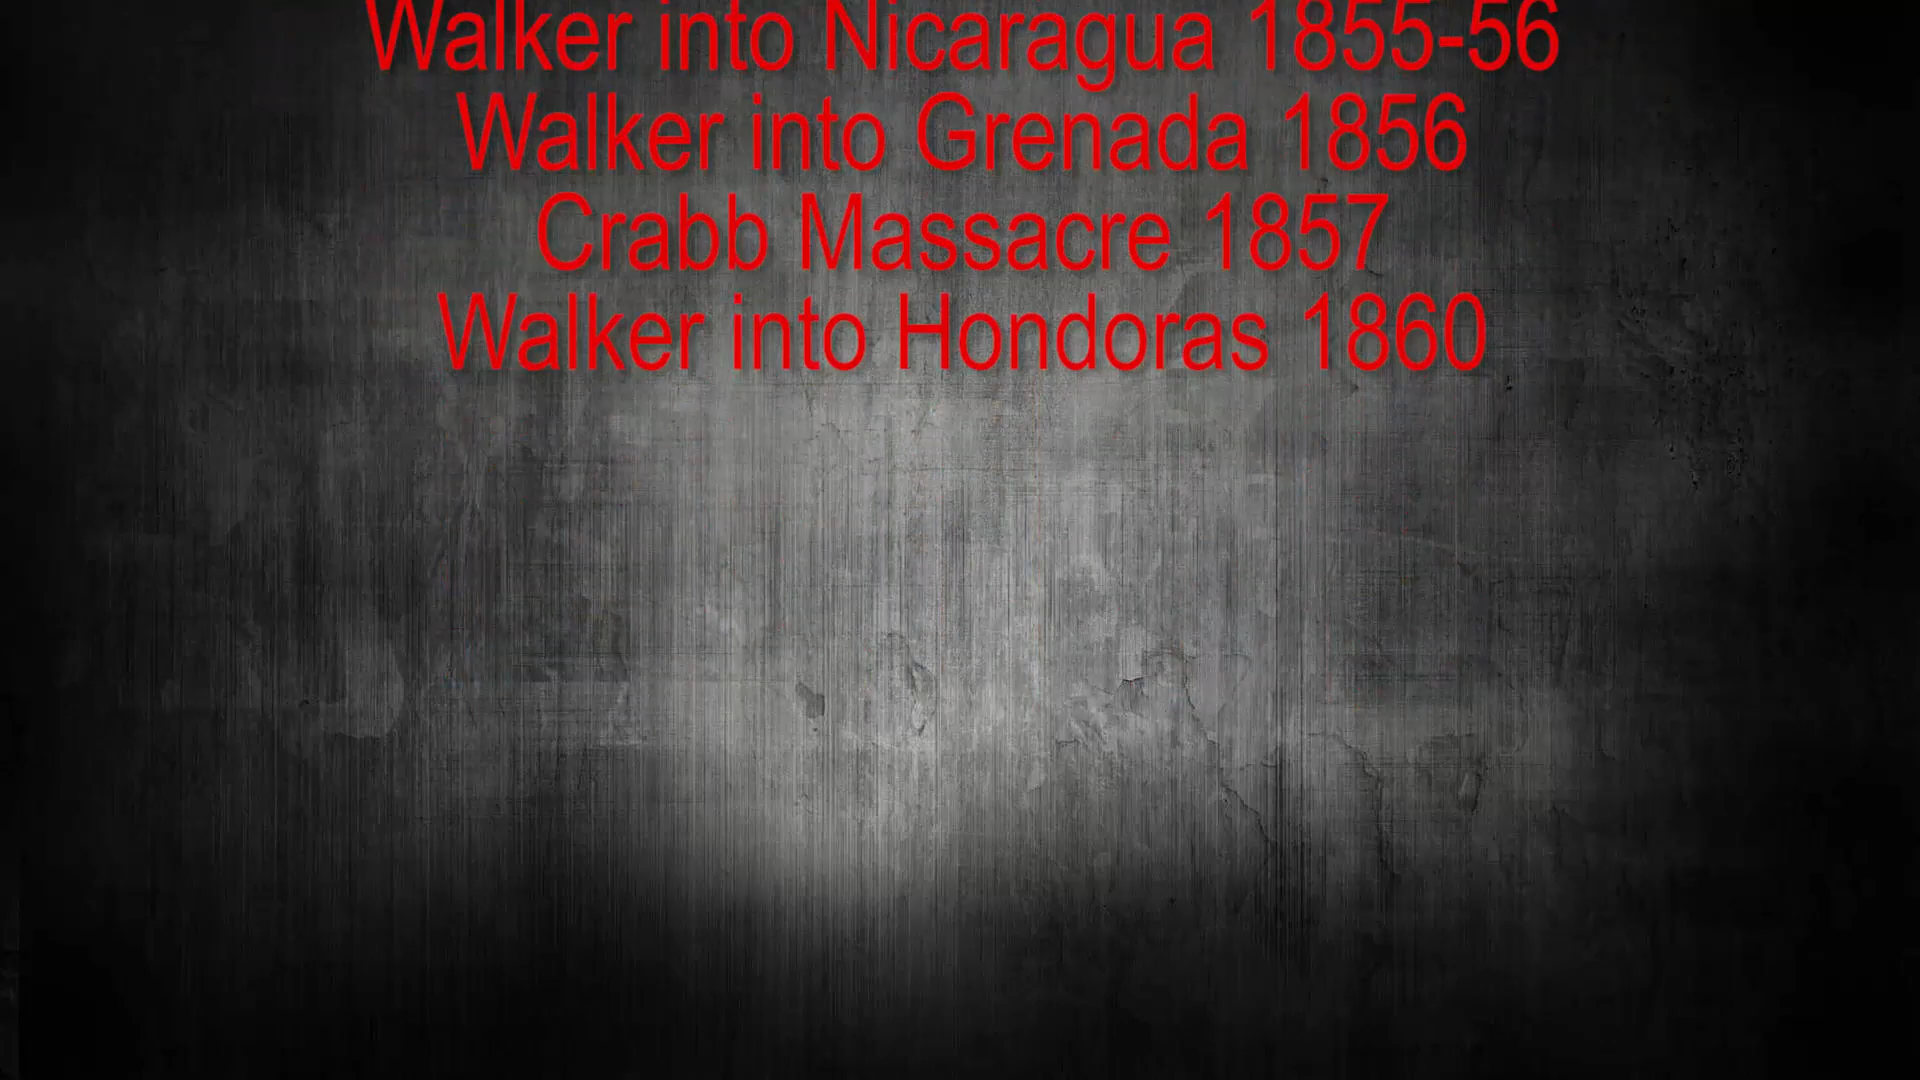 Walker into Nicaragua 1855-56
Walker into Grenada 1856
Crabb Massacre 1857
Walker into Hondoras 1860